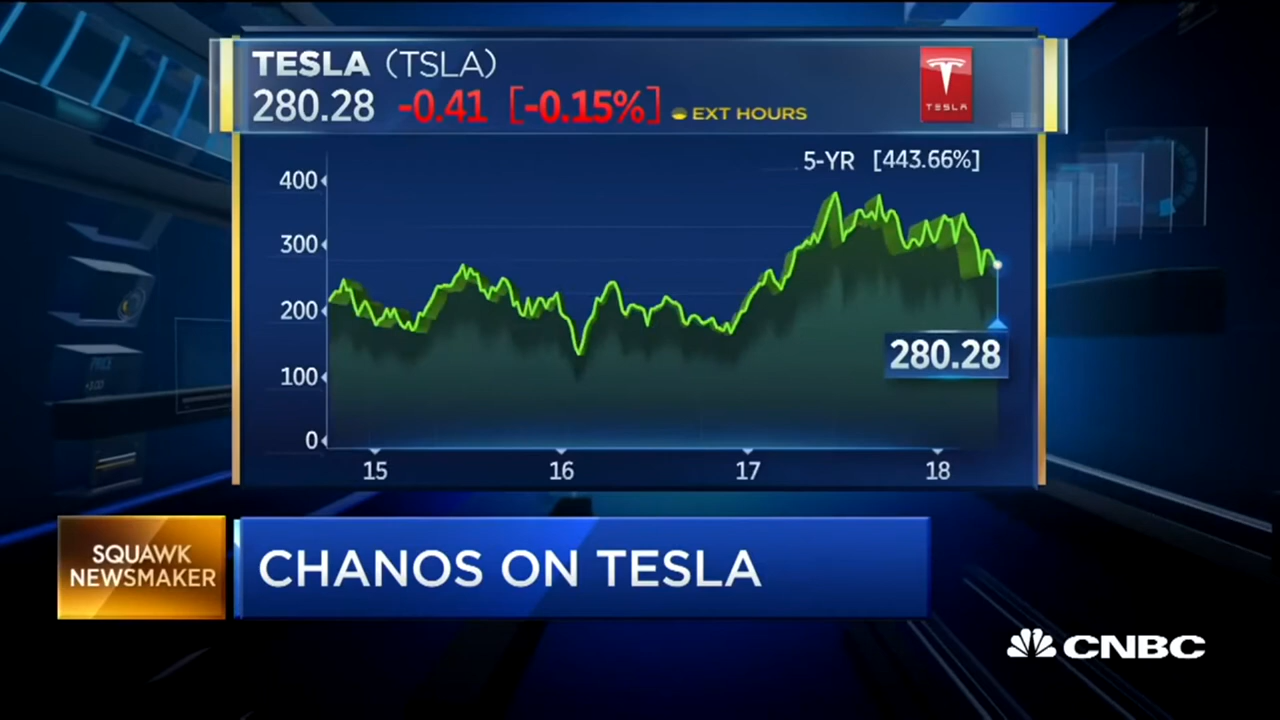 TESLA (TSLA)
280.28 -0.41 [-0.15%] EXT HOURS
TESLA
5-YR [443.66%]
400
300
200
100
0
280.28
15 16 17 18
PRICE
SQUAWK
NEWSMAKER
CHANOS ON TESLA
CNBC